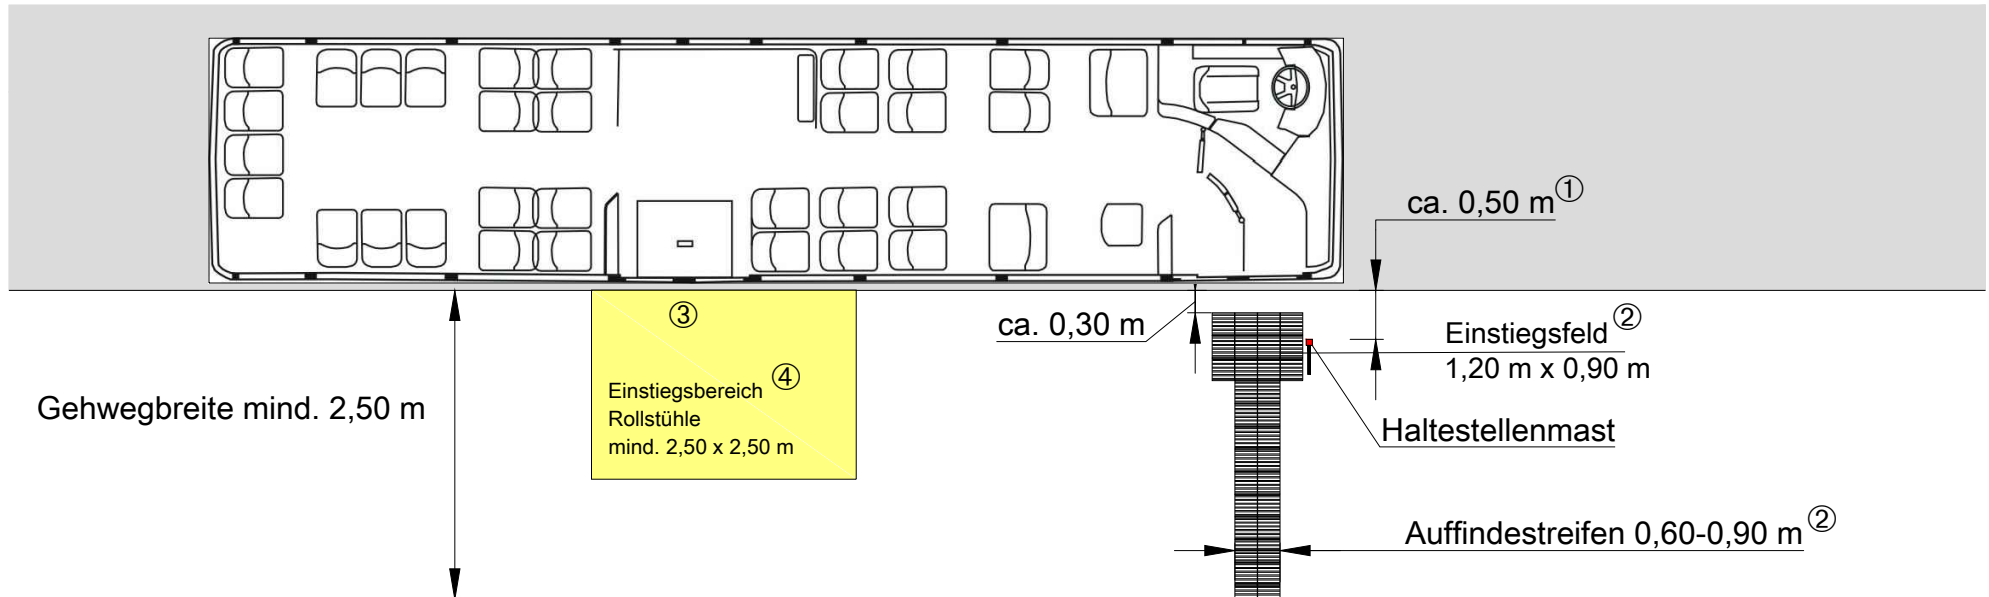 ca. 0,50 m①
③
ca. 0,30 m
Einstiegsfeld②
1,20 m x 0,90 m
Einstiegsbereich④
Rollstühle
mind. 2,50 x 2,50 m
Gehwegbreite mind. 2,50 m
Haltestellenmast
Auffindestreifen 0,60-0,90 m②